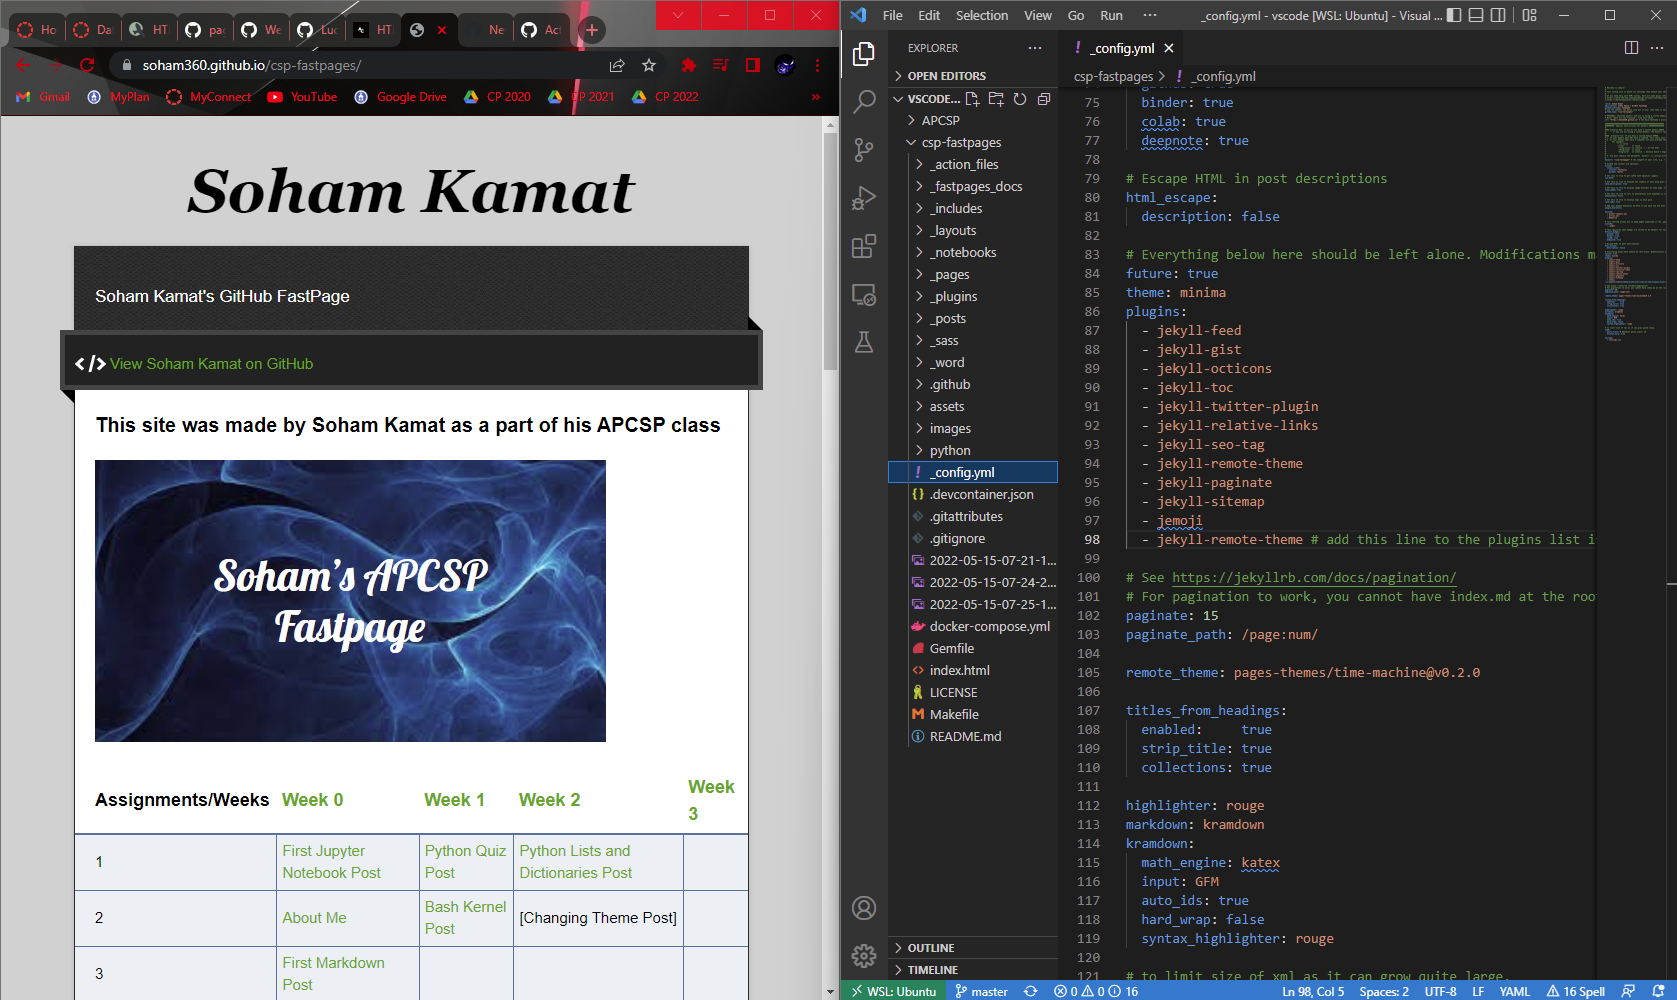 Ho
Da
HT
pa
We
Luc
HT
Ne
Act
soham360.github.io/csp-fastpages/
Gmail
MyPlan
MyConnect
YouTube
Google Drive
CP 2020
CP 2021
CP 2022
Soham Kamat
Soham Kamat's GitHub FastPage
</> View Soham Kamat on GitHub
This site was made by Soham Kamat as a part of his APCSP class
Soham's APCSP
Fastpage
Assignments/Weeks Week 0 Week 1 Week 2 Week
3
1 First Jupyter Notebook Post Python Quiz Post Python Lists and Dictionaries Post
2 About Me Bash Kernel Post [Changing Theme Post]
3 First Markdown Post
File Edit Selection View Go Run ··· _config.yml - vscode [WSL: Ubuntu] - Visual ...
EXPLORER
OPEN EDITORS
VSCODE...
APCSP
csp-fastpages
_action_files
_fastpages_docs
_includes
_layouts
_notebooks
_pages
_plugins
_posts
_sass
_word
.github
assets
images
python
! _config.yml
{} .devcontainer.json
.gitattributes
.gitignore
2022-05-15-07-21-1...
2022-05-15-07-24-2...
2022-05-15-07-25-1...
docker-compose.yml
Gemfile
<> index.html
LICENSE
Makefile
README.md
OUTLINE
TIMELINE
! _config.yml
csp-fastpages > ! _config.yml
75 binder: true
76 colab: true
77 deepnote: true
78
79 # Escape HTML in post descriptions
80 html_escape:
81 description: false
82
83 # Everything below here should be left alone. Modifications m
84 future: true
85 theme: minima
86 plugins:
87 - jekyll-feed
88 - jekyll-gist
89 - jekyll-octicons
90 - jekyll-toc
91 - jekyll-twitter-plugin
92 - jekyll-relative-links
93 - jekyll-seo-tag
94 - jekyll-remote-theme
95 - jekyll-paginate
96 - jekyll-sitemap
97 - jemoji
98 - jekyll-remote-theme # add this line to the plugins list i
99
100 # See https://jekyllrb.com/docs/pagination/
101 # For pagination to work, you cannot have index.md at the roo
102 paginate: 15
103 paginate_path: /page:num/
104
105 remote_theme: pages-themes/time-machine@v0.2.0
106
107 titles_from_headings:
108 enabled: true
109 strip_title: true
110 collections: true
111
112 highlighter: rouge
113 markdown: kramdown
114 kramdown:
115 math_engine: katex
116 input: GFM
117 auto_ids: true
118 hard_wrap: false
119 syntax_highlighter: rouge
120
121 # to limit size of xml as it can grow quite large.
WSL: Ubuntu master 0 0 16 Ln 98, Col 5 Spaces: 2 UTF-8 LF YAML 16 Spell